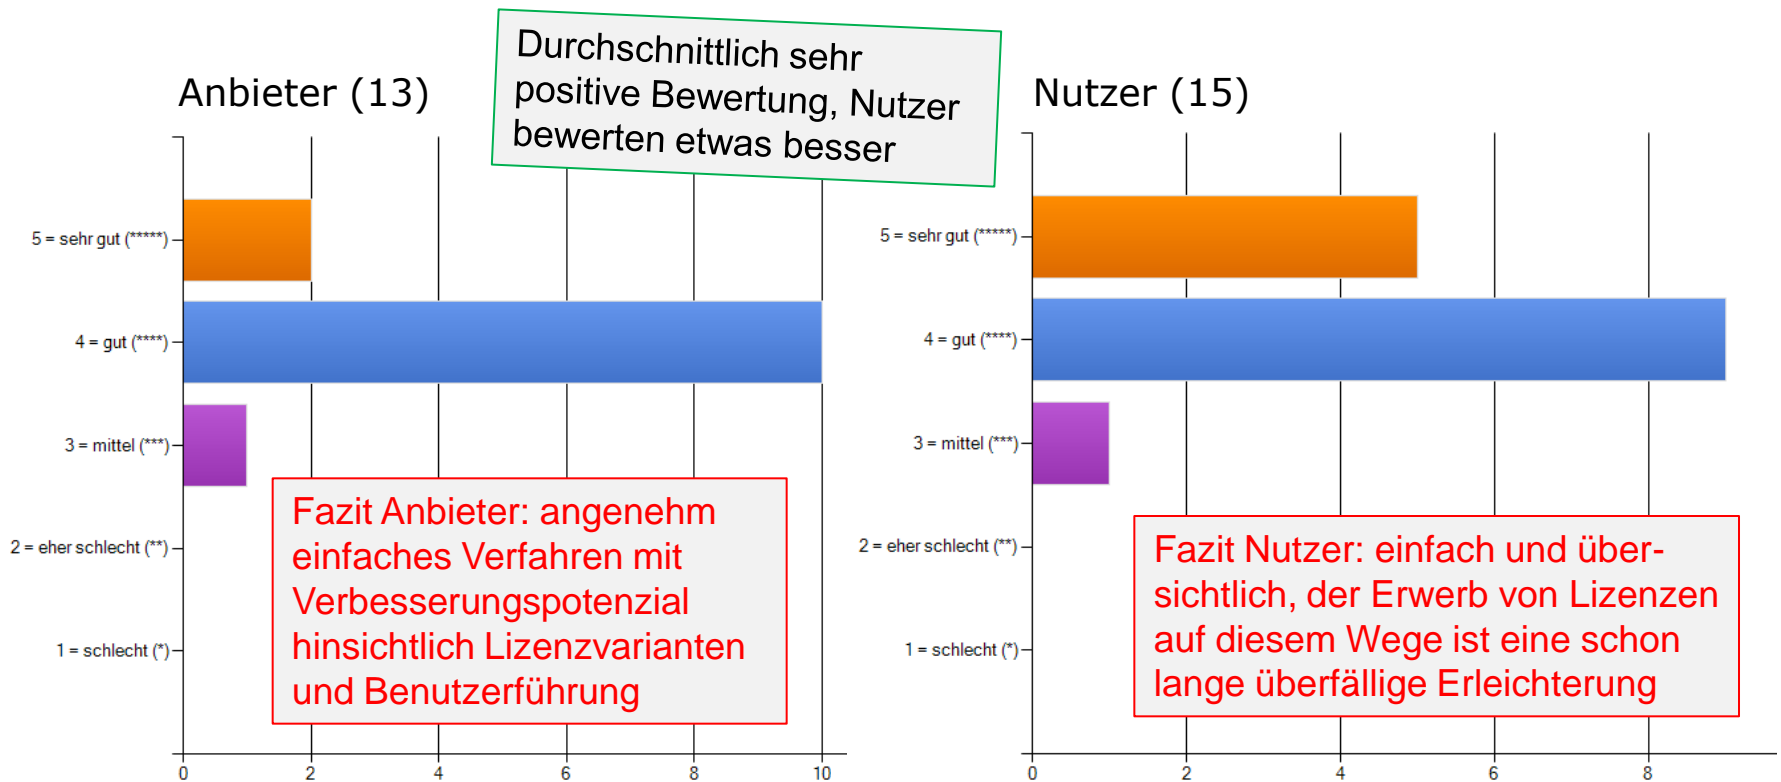 Durchschnittlich sehr
positive Bewertung, Nutzer
bewerten etwas besser
Anbieter (13)
5 = sehr gut (*****)
4 = gut (****)
3 = mittel (***)
2 = eher schlecht (**)
1 = schlecht (*)
0 2 4 6 8 10
Fazit Anbieter: angenehm
einfaches Verfahren mit
Verbesserungspotenzial
hinsichtlich Lizenzvarianten
und Benutzerführung
Nutzer (15)
5 = sehr gut (*****)
4 = gut (****)
3 = mittel (***)
2 = eher schlecht (**)
1 = schlecht (*)
0 2 4 6 8
Fazit Nutzer: einfach und über-
sichtlich, der Erwerb von Lizenzen
auf diesem Wege ist eine schon
lange überfällige Erleichterung